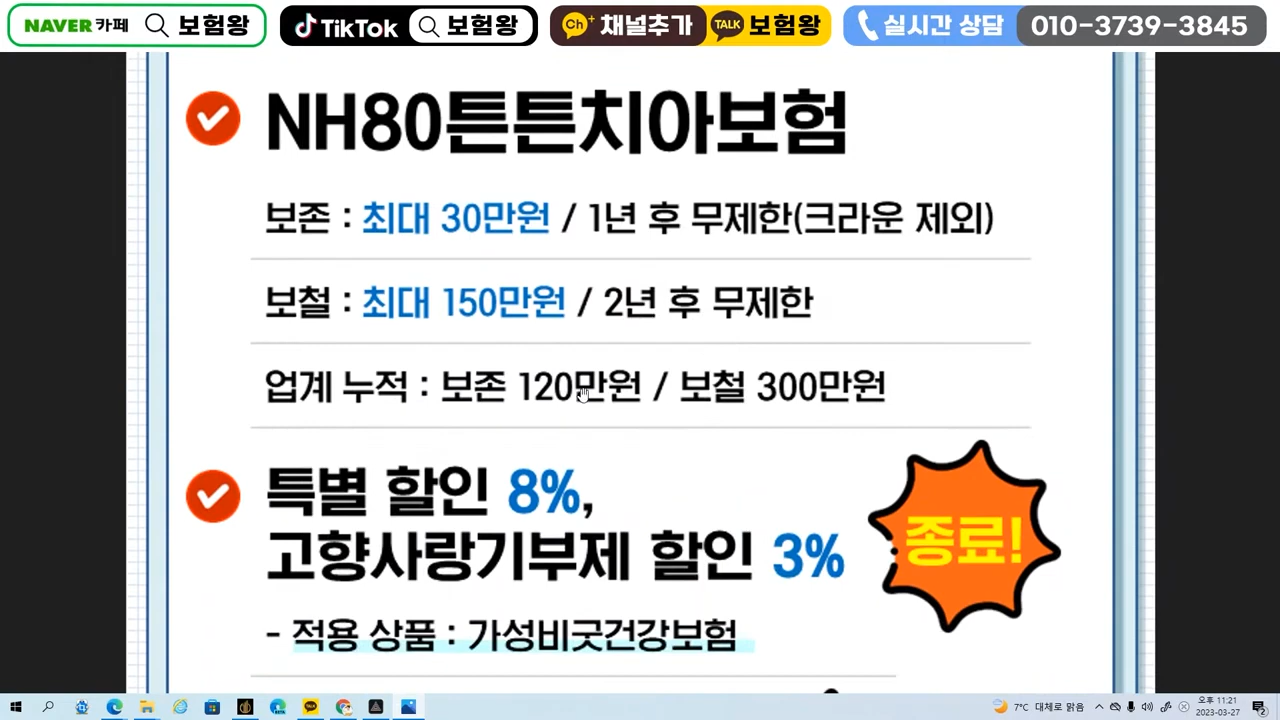 NAVER 카페 보험왕 TikTok 보험왕 Ch+ 채널추가 TALK 보험왕 실시간 상담 010-3739-3845
NH80튼튼치아보험
보존 : 최대 30만원 / 1년 후 무제한(크라운 제외)
보철 : 최대 150만원 / 2년 후 무제한
업계 누적 : 보존 120만원 / 보철 300만원
특별 할인 8%,
고향사랑기부제 할인 3%
종료!
- 적용 상품 : 가성비굿건강보험
7℃ 대체로 맑음
오후 11:21
2023-03-27